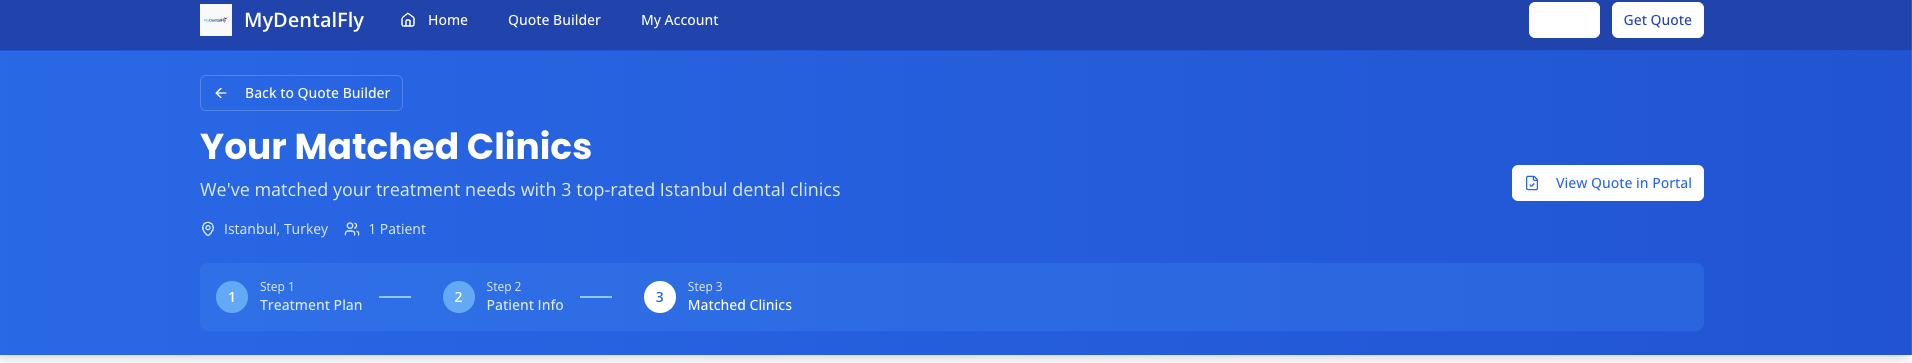 MyDentalFly
Home
Quote Builder
My Account
Get Quote
Back to Quote Builder
Your Matched Clinics
We've matched your treatment needs with 3 top-rated Istanbul dental clinics
View Quote in Portal
Istanbul, Turkey
1 Patient
1
Step 1
Treatment Plan
2
Step 2
Patient Info
3
Step 3
Matched Clinics